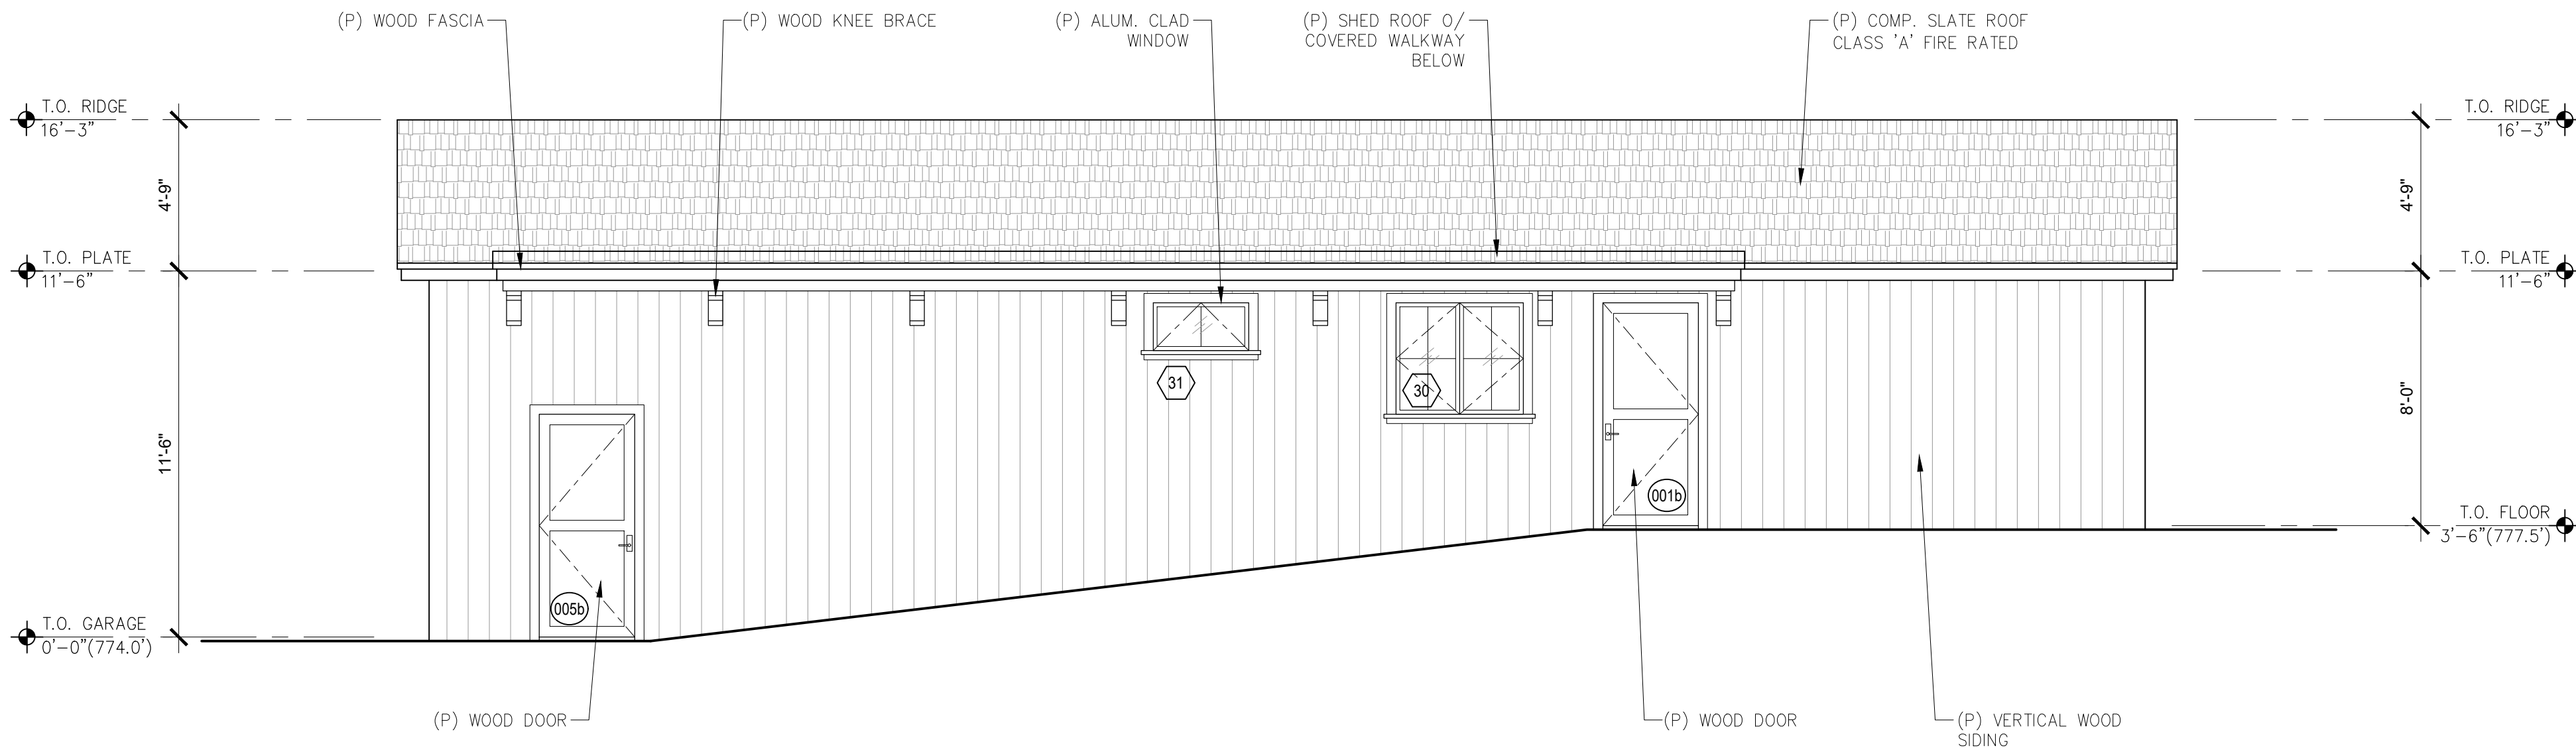 (P) WOOD FASCIA
(P) WOOD KNEE BRACE
(P) ALUM. CLAD
WINDOW
(P) SHED ROOF O/
COVERED WALKWAY
BELOW
(P) COMP. SLATE ROOF
CLASS 'A' FIRE RATED
T.O. RIDGE
16'-3"
T.O. RIDGE
16'-3"
4'-9"
4'-9"
T.O. PLATE
11'-6"
T.O. PLATE
11'-6"
31
30
11'-6"
8'-0"
001b
T.O. FLOOR
3'-6"(777.5')
005b
T.O. GARAGE
0'-0"(774.0')
(P) WOOD DOOR
(P) WOOD DOOR
(P) VERTICAL WOOD
SIDING